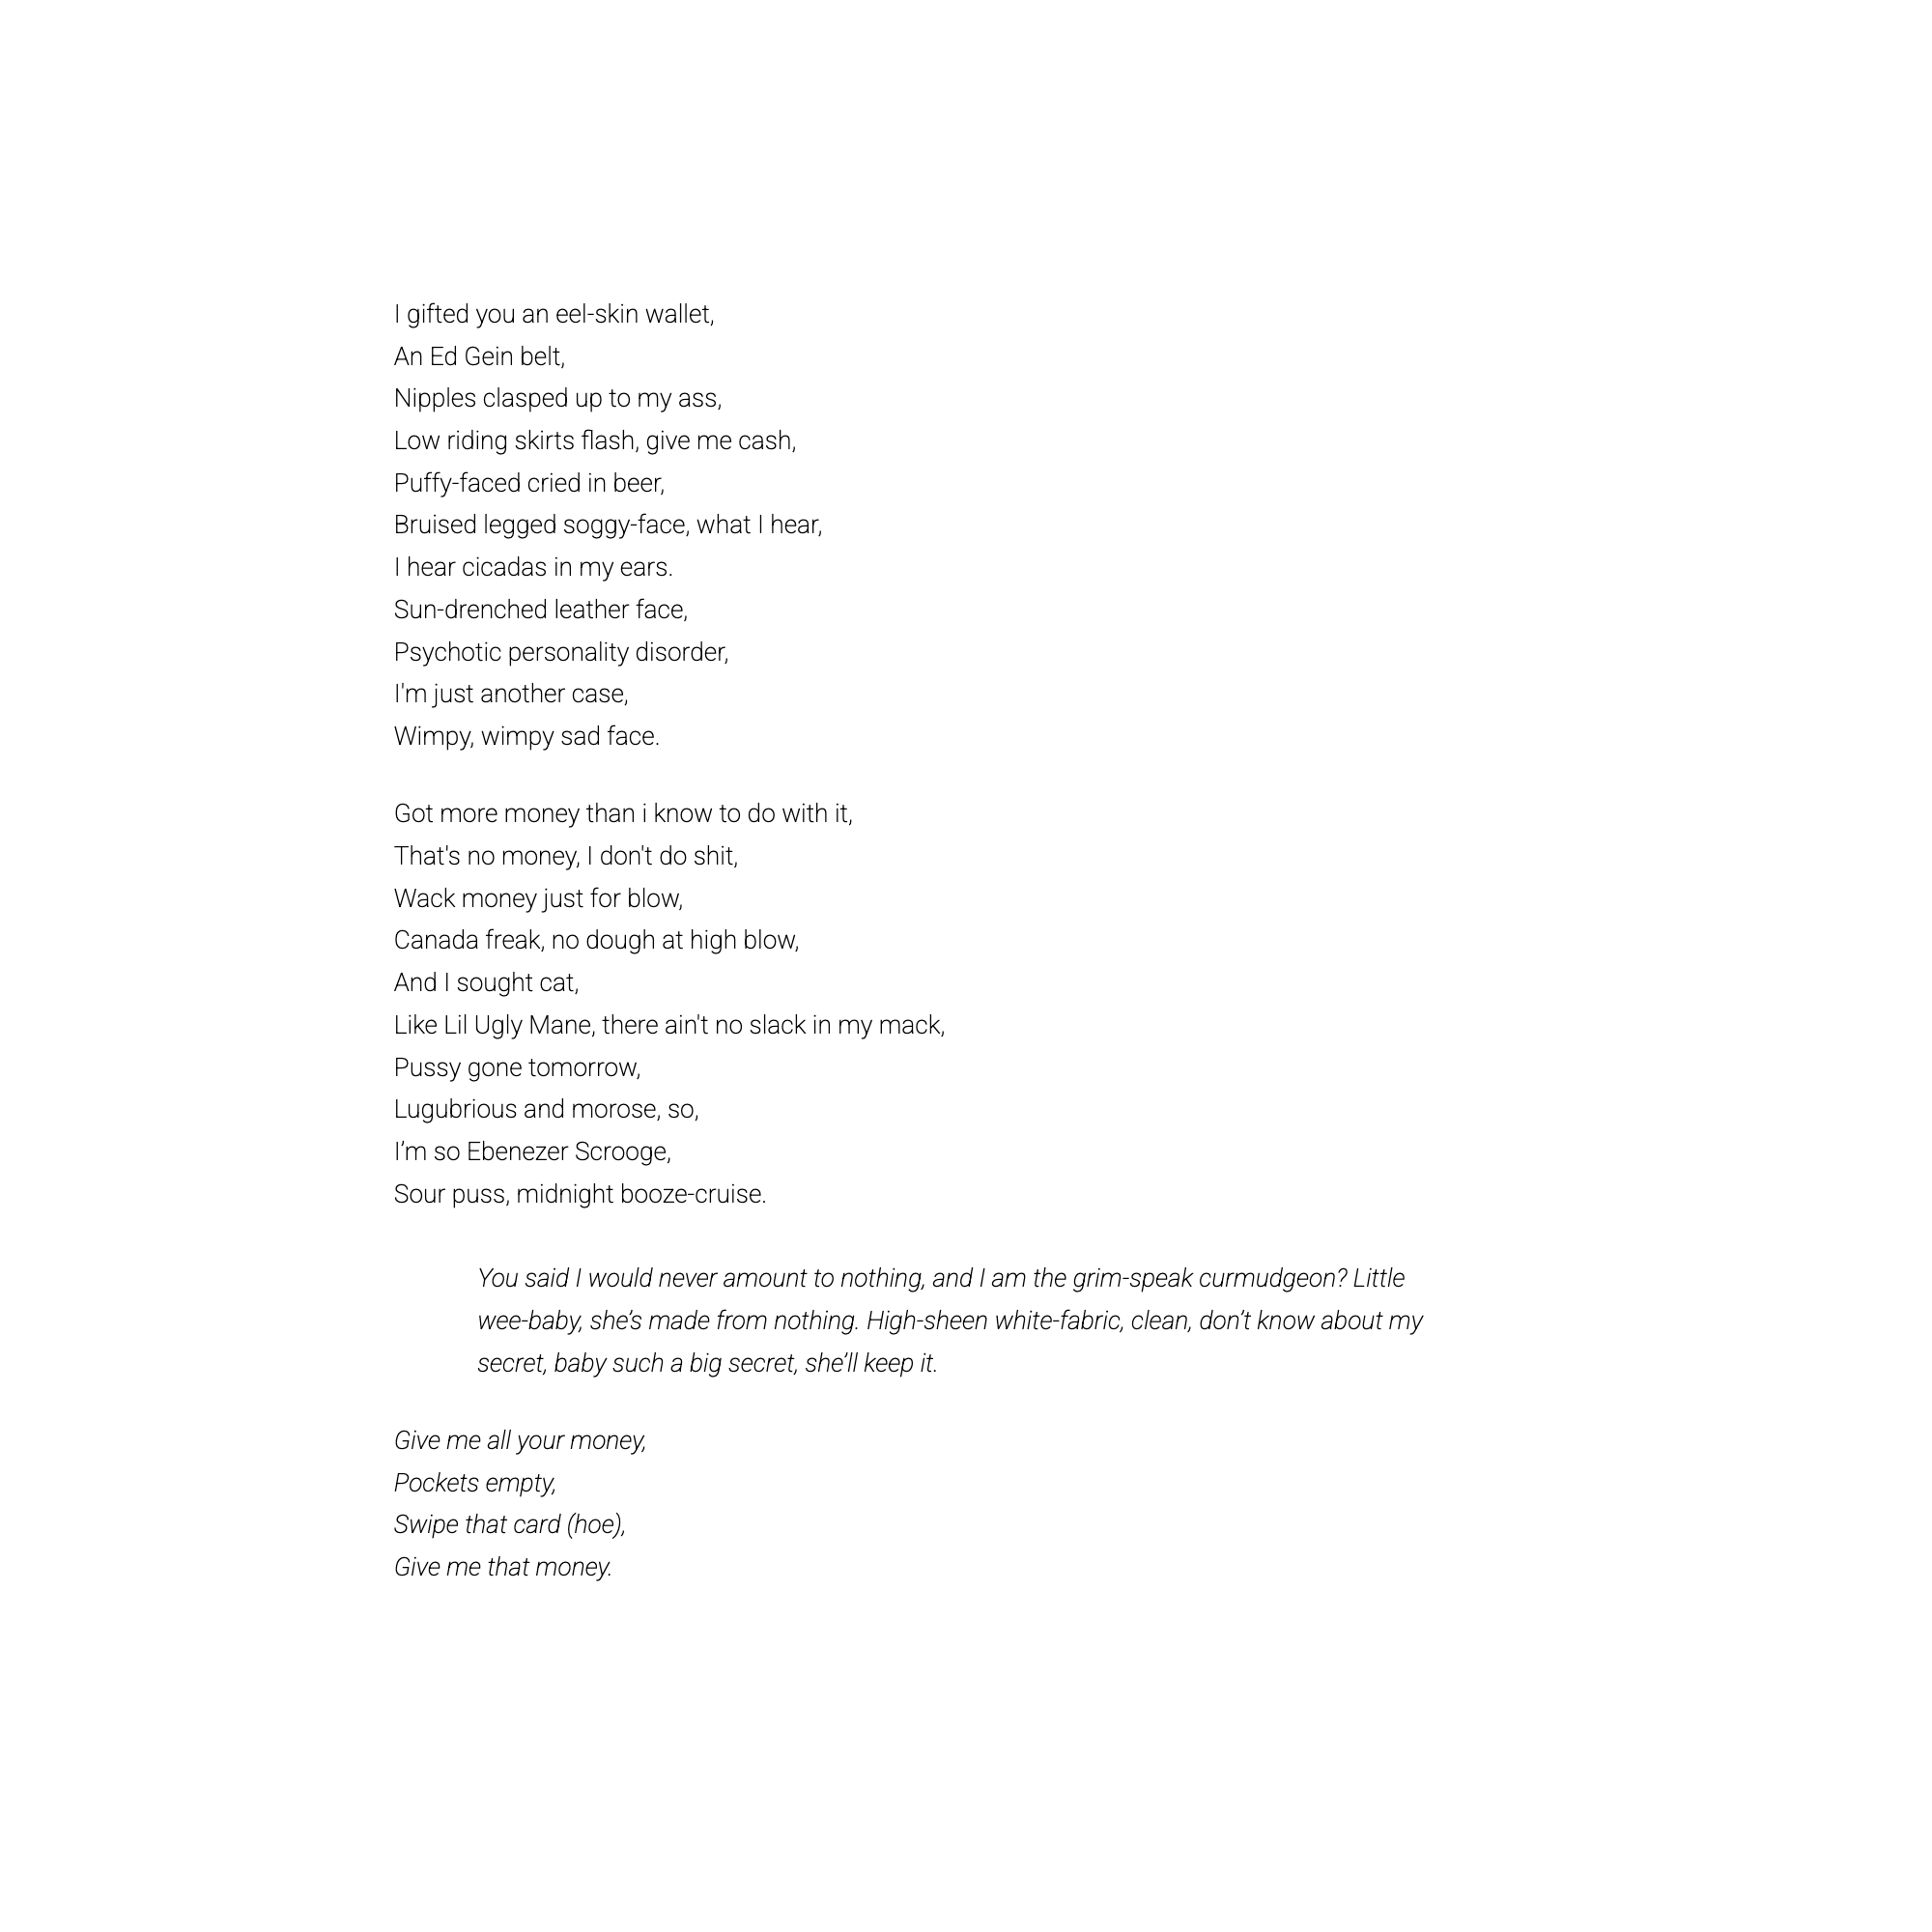 I gifted you an eel-skin wallet,
An Ed Gein belt,
Nipples clasped up to my ass,
Low riding skirts flash, give me cash,
Puffy-faced cried in beer,
Bruised legged soggy-face, what I hear,
I hear cicadas in my ears.
Sun-drenched leather face,
Psychotic personality disorder,
I'm just another case,
Wimpy, wimpy sad face.
Got more money than i know to do with it,
That's no money, I don't do shit,
Wack money just for blow,
Canada freak, no dough at high blow,
And I sought cat,
Like Lil Ugly Mane, there ain't no slack in my mack,
Pussy gone tomorrow,
Lugubrious and morose, so,
I’m so Ebenezer Scrooge,
Sour puss, midnight booze-cruise.
You said I would never amount to nothing, and I am the grim-speak curmudgeon? Little
wee-baby, she’s made from nothing. High-sheen white-fabric, clean, don’t know about my
secret, baby such a big secret, she’ll keep it.
Give me all your money,
Pockets empty,
Swipe that card (hoe),
Give me that money.